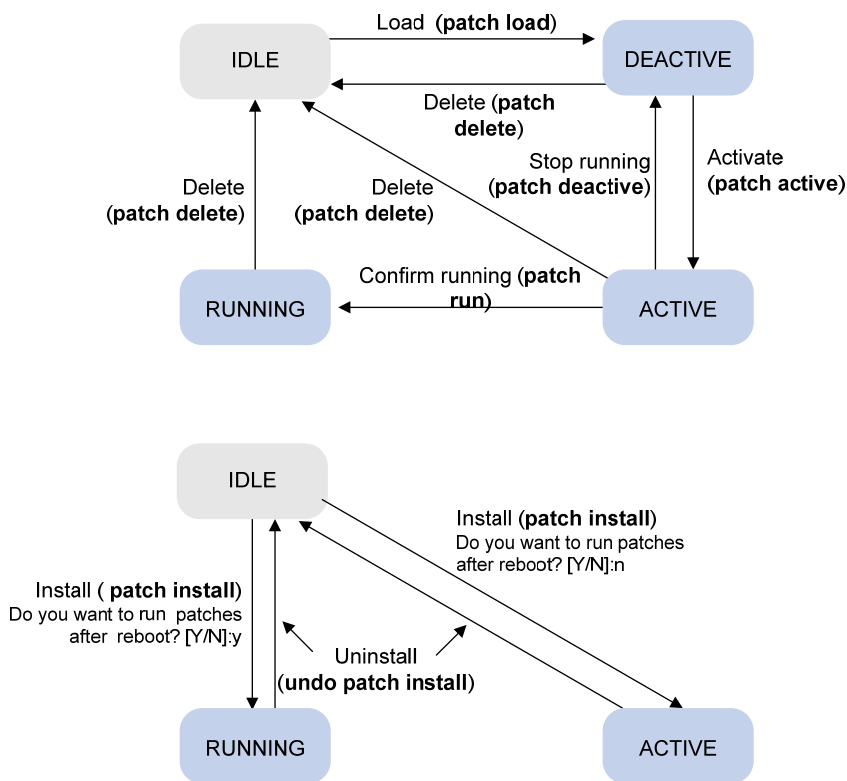 Load (patch load)
IDLE
DEACTIVE
Delete (patch
delete)
Stop running
(patch deactive)
Activate
(patch active)
Delete
(patch delete)
Delete
(patch delete)
Confirm running (patch
run)
RUNNING
ACTIVE
IDLE
Install (patch install)
Do you want to run patches
after reboot? [Y/N]:n
Install ( patch install)
Do you want to run patches
after reboot? [Y/N]:y
Uninstall
(undo patch install)
RUNNING
ACTIVE